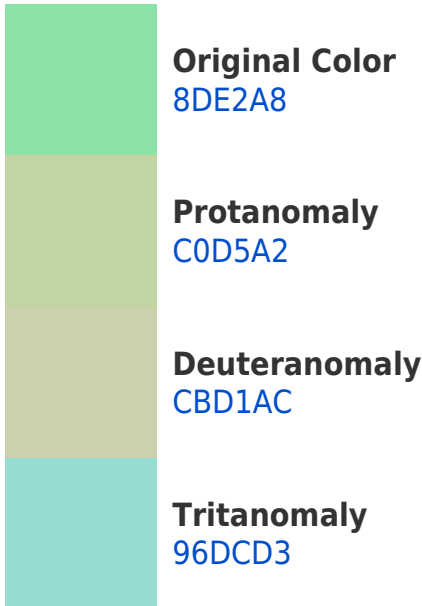 Original Color
8DE2A8
Protanomaly
C0D5A2
Deuteranomaly
CBD1AC
Tritanomaly
96DCD3